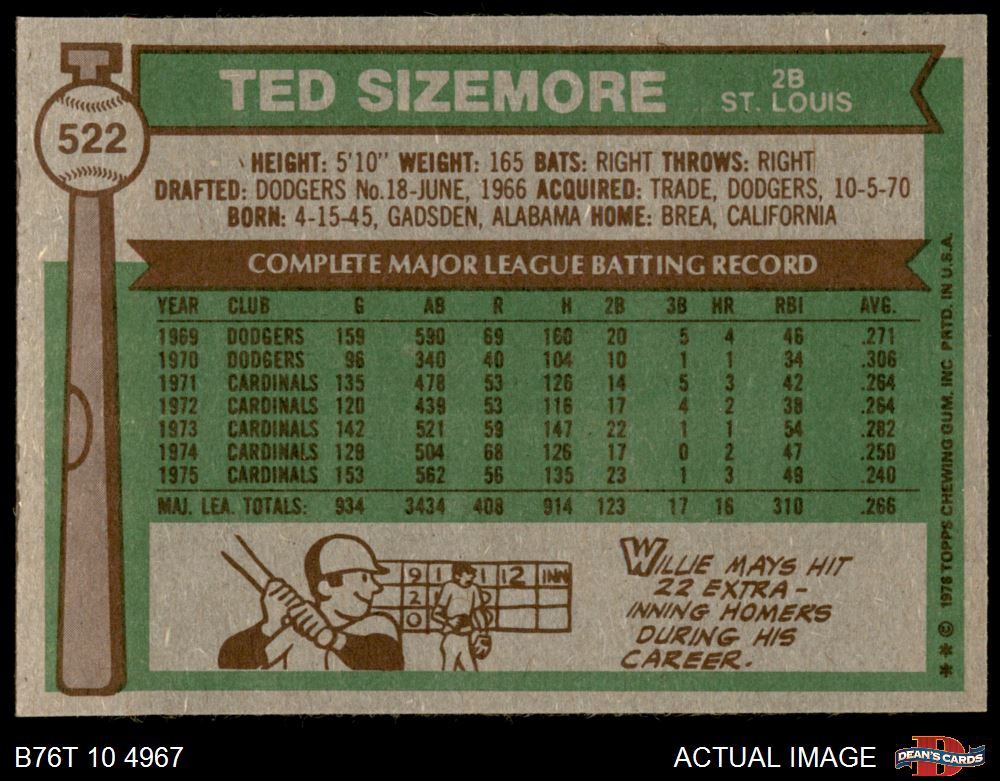 TED SIZEMORE
2B
ST. LOUIS
522
HEIGHT: 5'10" WEIGHT: 165 BATS: RIGHT THROWS: RIGHT
DRAFTED: DODGERS No.18-JUNE, 1966 ACQUIRED: TRADE, DODGERS, 10-5-70
BORN: 4-15-45, GADSDEN, ALABAMA HOME: BREA, CALIFORNIA
COMPLETE MAJOR LEAGUE BATTING RECORD
YEAR CLUB G AB R H 2B 3B HR RBI AVG.
1969 DODGERS 159 590 69 160 20 5 4 46 .271
1970 DODGERS 96 340 40 104 10 1 1 34 .306
1971 CARDINALS 135 478 53 126 14 5 3 42 .264
1972 CARDINALS 120 439 53 116 17 4 2 38 .264
1973 CARDINALS 142 521 59 147 22 1 1 54 .282
1974 CARDINALS 129 504 68 126 17 0 2 47 .250
1975 CARDINALS 153 562 56 135 23 1 3 49 .240
MAJ. LEA. TOTALS: 934 3434 408 914 123 17 16 310 .266
9 1 1 12 INN
2
0
WILLIE MAYS HIT
22 EXTRA-
INNING HOMERS
DURING HIS
CAREER.
** © 1976 TOPPS CHEWING GUM. INC PRTD. IN U.S.A.
B76T 10 4967
ACTUAL IMAGE
D
DEAN'S CARDS